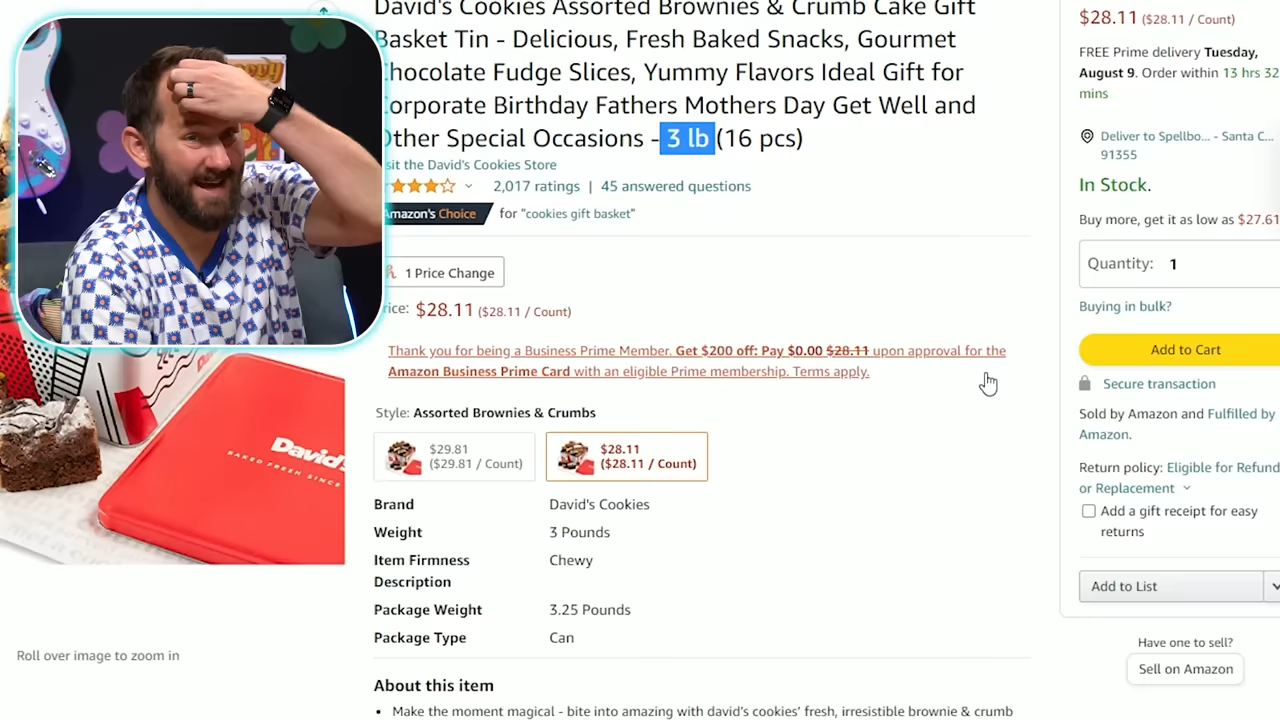 David's Cookies Assorted Brownies & Crumb Cake Gift
Basket Tin - Delicious, Fresh Baked Snacks, Gourmet
Chocolate Fudge Slices, Yummy Flavors Ideal Gift for
Corporate Birthday Fathers Mothers Day Get Well and
Other Special Occasions - 3 lb (16 pcs)
sit the David's Cookies Store
2,017 ratings | 45 answered questions
Amazon's Choice for "cookies gift basket"
1 Price Change
rice: $28.11 ($28.11 / Count)
Thank you for being a Business Prime Member. Get $200 off: Pay $0.00 $28.11 upon approval for the
Amazon Business Prime Card with an eligible Prime membership. Terms apply.
Style: Assorted Brownies & Crumbs
$29.81
($29.81 / Count)
$28.11
($28.11 / Count)
Brand David's Cookies
Weight 3 Pounds
Item Firmness Chewy
Description
Package Weight 3.25 Pounds
Package Type Can
About this item
• Make the moment magical - bite into amazing with david's cookies' fresh, irresistible brownie & crumb
David's
BAKED FRESH SINCE
Roll over image to zoom in
$28.11 ($28.11 / Count)
FREE Prime delivery Tuesday,
August 9. Order within 13 hrs 32
mins
Deliver to Spellbo... - Santa C...
91355
In Stock.
Buy more, get it as low as $27.61
Quantity: 1
Buying in bulk?
Add to Cart
Secure transaction
Sold by Amazon and Fulfilled by
Amazon.
Return policy: Eligible for Refund
or Replacement
Add a gift receipt for easy
returns
Add to List
Have one to sell?
Sell on Amazon